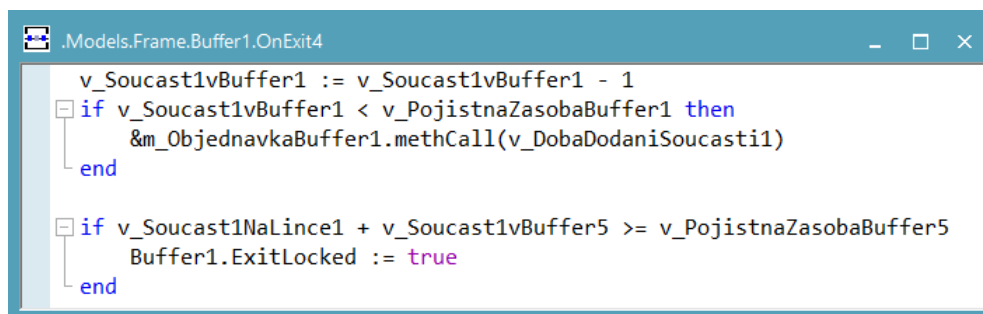 .Models.Frame.Buffer1.OnExit4
v_Soucast1vBuffer1 := v_Soucast1vBuffer1 - 1
if v_Soucast1vBuffer1 < v_PojistnaZasobaBuffer1 then
&m_ObjednavkaBuffer1.methCall(v_DobaDodaniSoucasti1)
end
if v_Soucast1NaLince1 + v_Soucast1vBuffer5 >= v_PojistnaZasobaBuffer5
Buffer1.ExitLocked := true
end